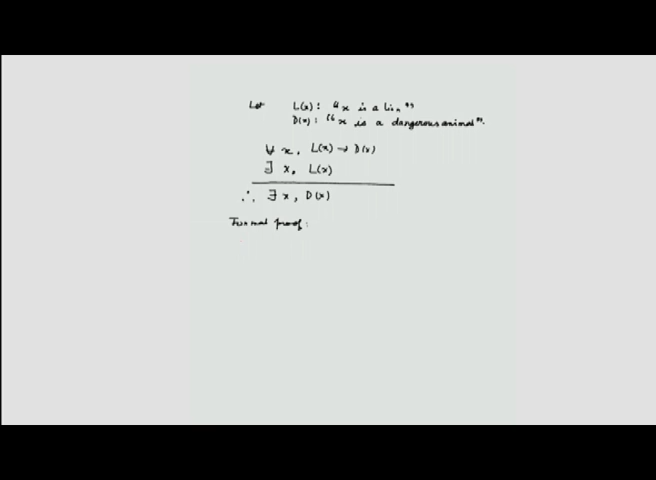 Let L(x): "x is a lion"
D(x): "x is a dangerous animal".
∀ x, L(x) → D(x)
∃ x, L(x)
∴ ∃ x, D(x)
Formal proof: